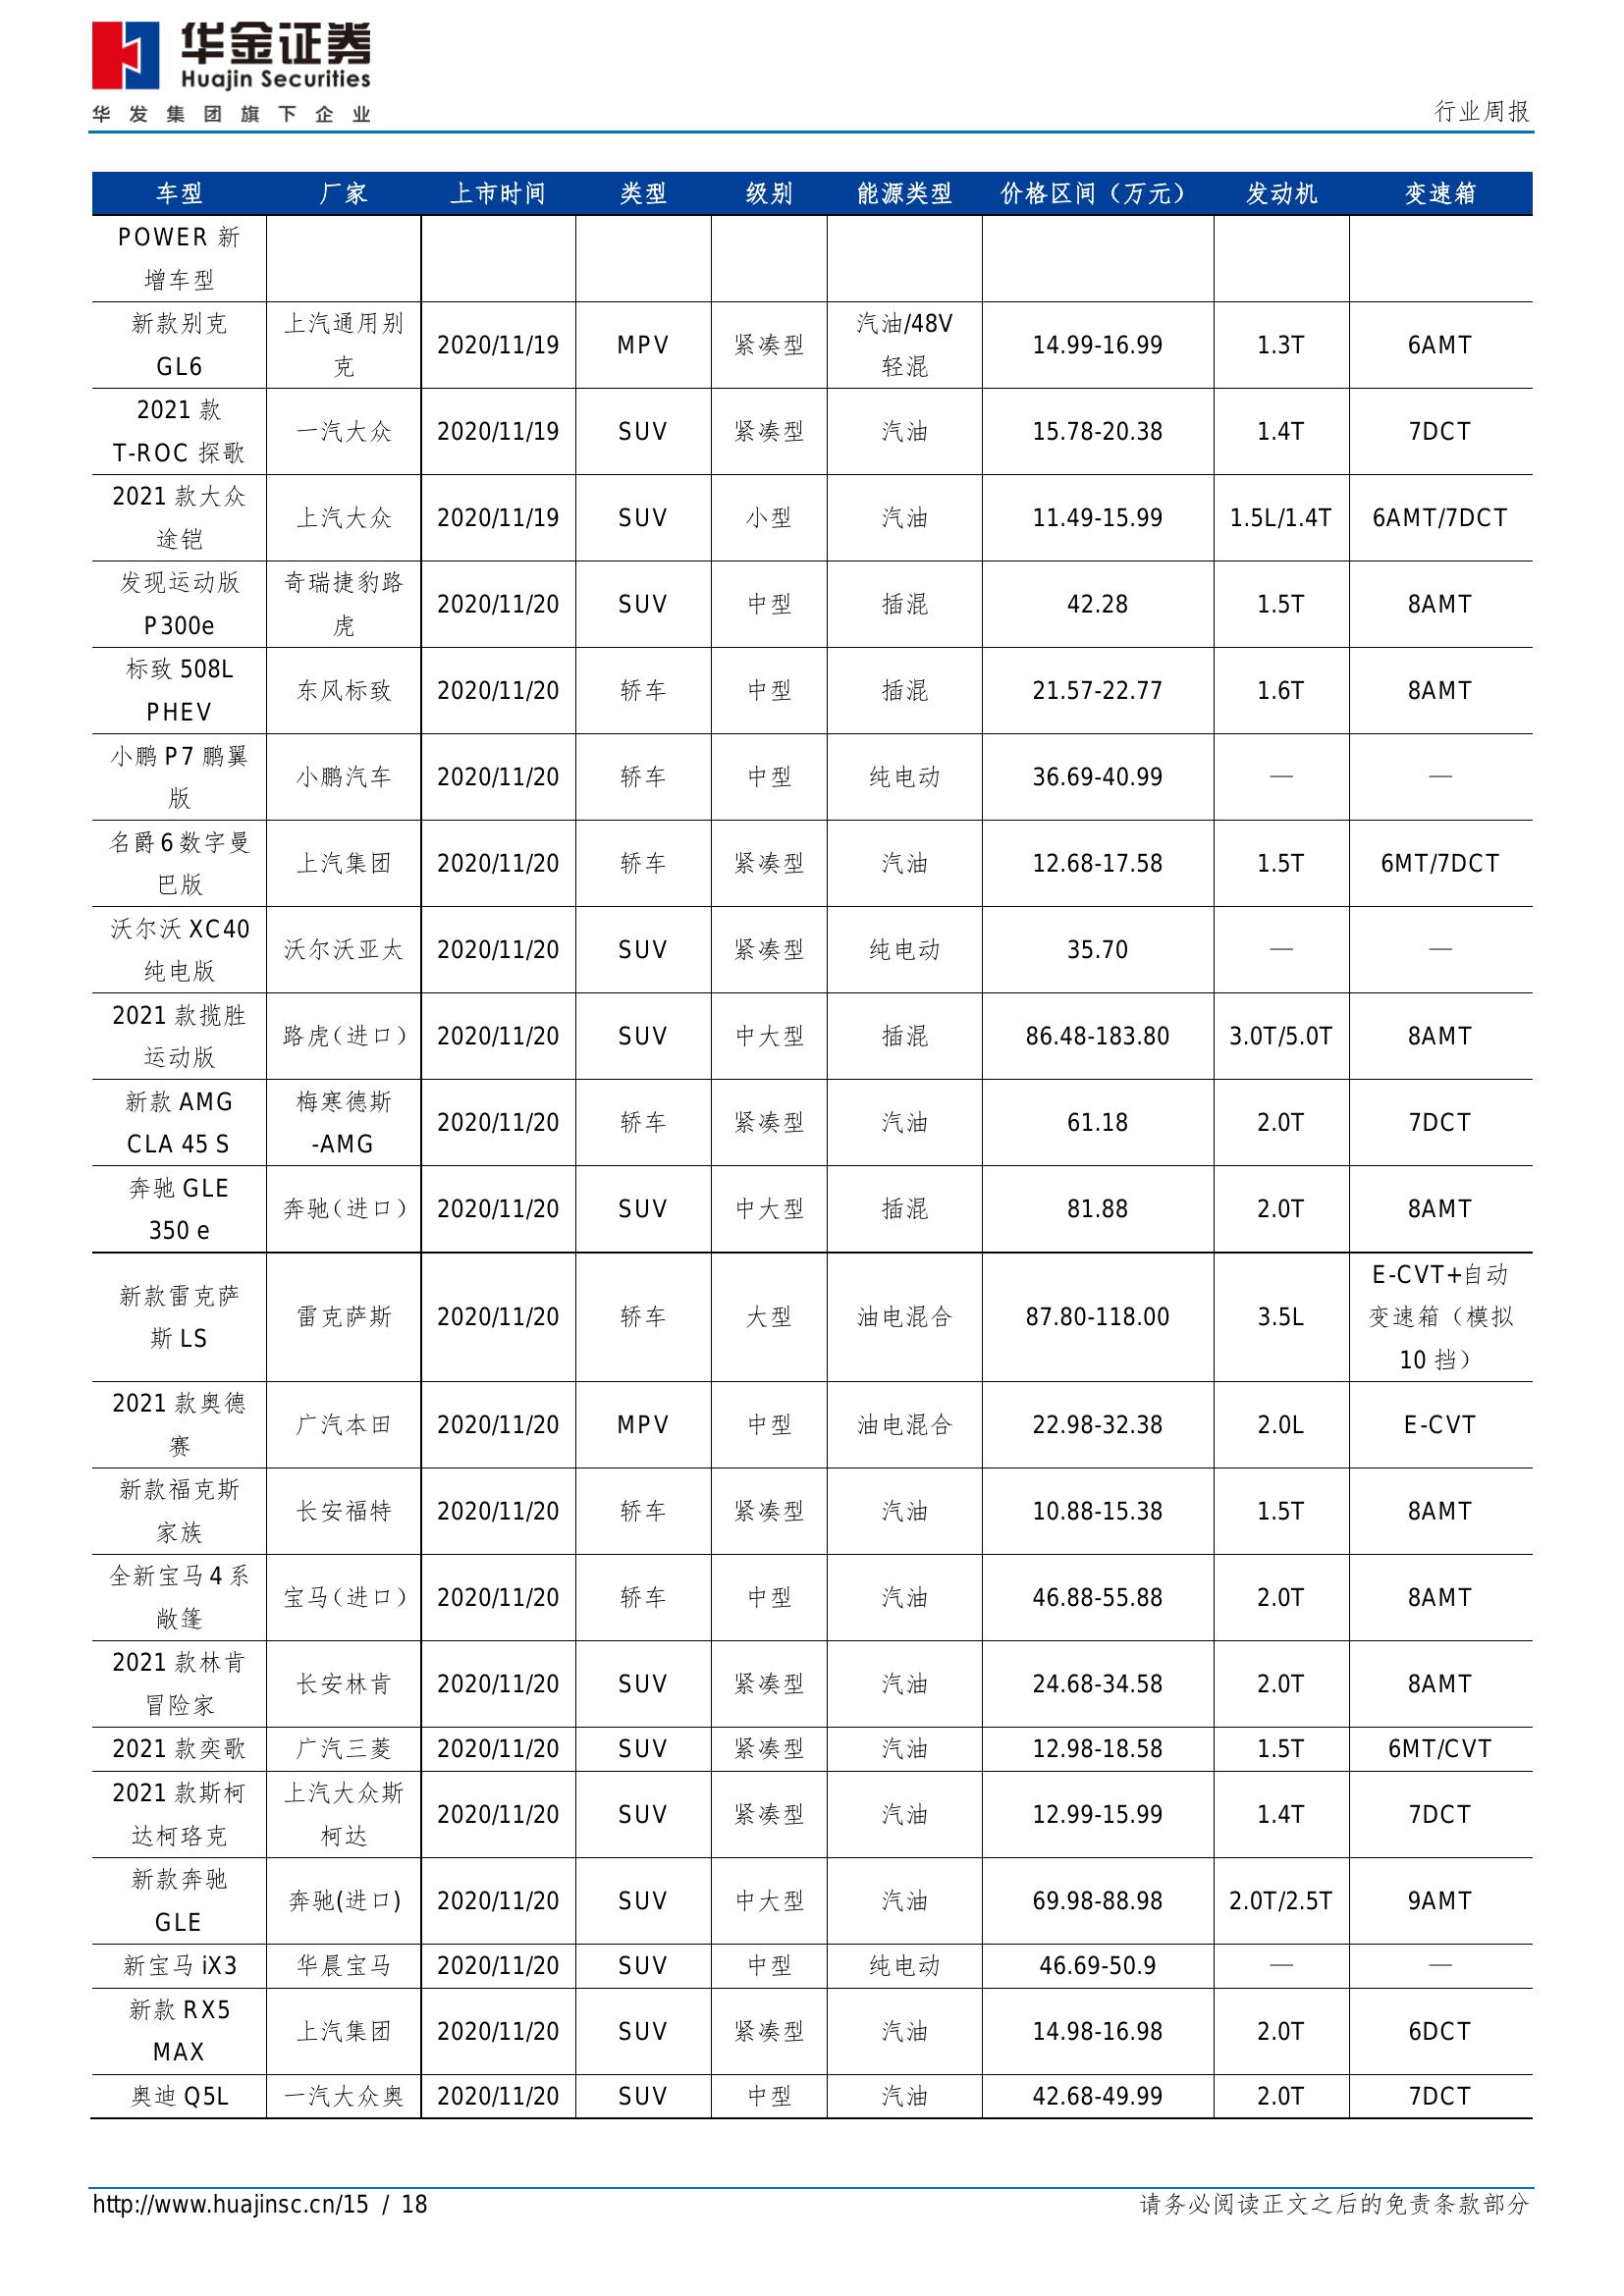 华金证券
Huajin Securities
华发集团旗下企业
行业周报
车型 厂家 上市时间 类型 级别 能源类型 价格区间（万元） 发动机 变速箱
POWER 新
增车型
新款别克
GL6
上汽通用别
克
2020/11/19 MPV 紧凑型
汽油/48V
轻混
14.99-16.99 1.3T 6AMT
2021 款
T-ROC 探歌
一汽大众 2020/11/19 SUV 紧凑型 汽油 15.78-20.38 1.4T 7DCT
2021 款大众
途铠
上汽大众 2020/11/19 SUV 小型 汽油 11.49-15.99 1.5L/1.4T 6AMT/7DCT
发现运动版
P300e
奇瑞捷豹路
虎
2020/11/20 SUV 中型 插混 42.28 1.5T 8AMT
标致 508L
PHEV
东风标致 2020/11/20 轿车 中型 插混 21.57-22.77 1.6T 8AMT
小鹏 P7 鹏翼
版
小鹏汽车 2020/11/20 轿车 中型 纯电动 36.69-40.99 — —
名爵 6 数字曼
巴版
上汽集团 2020/11/20 轿车 紧凑型 汽油 12.68-17.58 1.5T 6MT/7DCT
沃尔沃 XC40
纯电版
沃尔沃亚太 2020/11/20 SUV 紧凑型 纯电动 35.70 — —
2021 款揽胜
运动版
路虎（进口） 2020/11/20 SUV 中大型 插混 86.48-183.80 3.0T/5.0T 8AMT
新款 AMG
CLA 45 S
梅寒德斯
-AMG
2020/11/20 轿车 紧凑型 汽油 61.18 2.0T 7DCT
奔驰 GLE
350 e
奔驰（进口） 2020/11/20 SUV 中大型 插混 81.88 2.0T 8AMT
新款雷克萨
斯 LS
雷克萨斯 2020/11/20 轿车 大型 油电混合 87.80-118.00 3.5L
E-CVT+自动
变速箱（模拟
10 挡）
2021 款奥德
赛
广汽本田 2020/11/20 MPV 中型 油电混合 22.98-32.38 2.0L E-CVT
新款福克斯
家族
长安福特 2020/11/20 轿车 紧凑型 汽油 10.88-15.38 1.5T 8AMT
全新宝马 4 系
敞篷
宝马（进口） 2020/11/20 轿车 中型 汽油 46.88-55.88 2.0T 8AMT
2021 款林肯
冒险家
长安林肯 2020/11/20 SUV 紧凑型 汽油 24.68-34.58 2.0T 8AMT
2021 款奕歌 广汽三菱 2020/11/20 SUV 紧凑型 汽油 12.98-18.58 1.5T 6MT/CVT
2021 款斯柯
达柯珞克
上汽大众斯
柯达
2020/11/20 SUV 紧凑型 汽油 12.99-15.99 1.4T 7DCT
新款奔驰
GLE
奔驰(进口) 2020/11/20 SUV 中大型 汽油 69.98-88.98 2.0T/2.5T 9AMT
新宝马 iX3 华晨宝马 2020/11/20 SUV 中型 纯电动 46.69-50.9 — —
新款 RX5
MAX
上汽集团 2020/11/20 SUV 紧凑型 汽油 14.98-16.98 2.0T 6DCT
奥迪 Q5L 一汽大众奥 2020/11/20 SUV 中型 汽油 42.68-49.99 2.0T 7DCT
http://www.huajinsc.cn/15 / 18
请务必阅读正文之后的免责条款部分